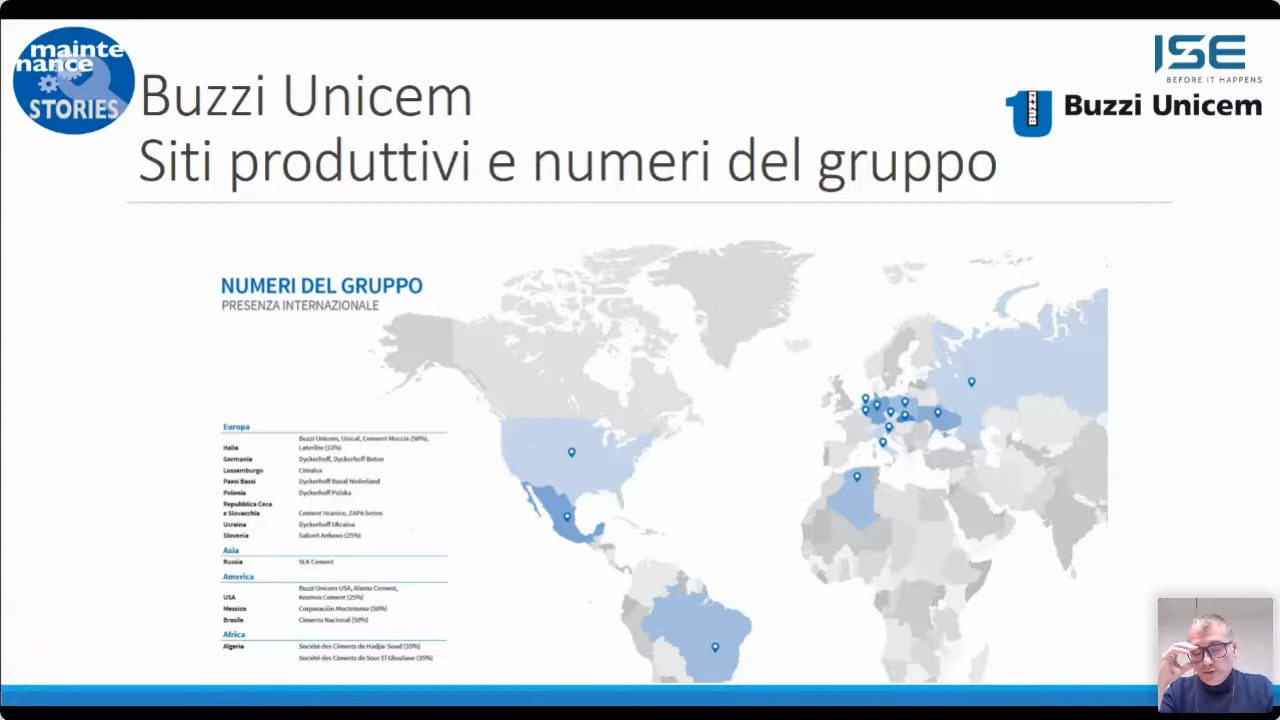 mainte
nance
STORIES
ISE
BEFORE IT HAPPENS
BUZZI
Buzzi Unicem
Buzzi Unicem
Siti produttivi e numeri del gruppo
NUMERI DEL GRUPPO
PRESENZA INTERNAZIONALE
Europa
Italia Buzzi Unicem, Unical, Cementi Moccia (50%),
Laterlite (33%)
Germania Dyckerhoff, Dyckerhoff Beton
Lussemburgo Cimalux
Paesi Bassi Dyckerhoff Basal Nederland
Polonia Dyckerhoff Polska
Repubblica Ceca
e Slovacchia Cement Hranice, ZAPA beton
Ucraina Dyckerhoff Ukraina
Slovenia Salonit Anhovo (25%)
Asia
Russia SLK Cement
America
USA Buzzi Unicem USA, Alamo Cement,
Kosmos Cement (25%)
Messico Corporación Moctezuma (50%)
Brasile Cimento Nacional (50%)
Africa
Algeria Société des Ciments de Hadjar Soud (35%)
Société des Ciments de Sour El Ghozlane (35%)